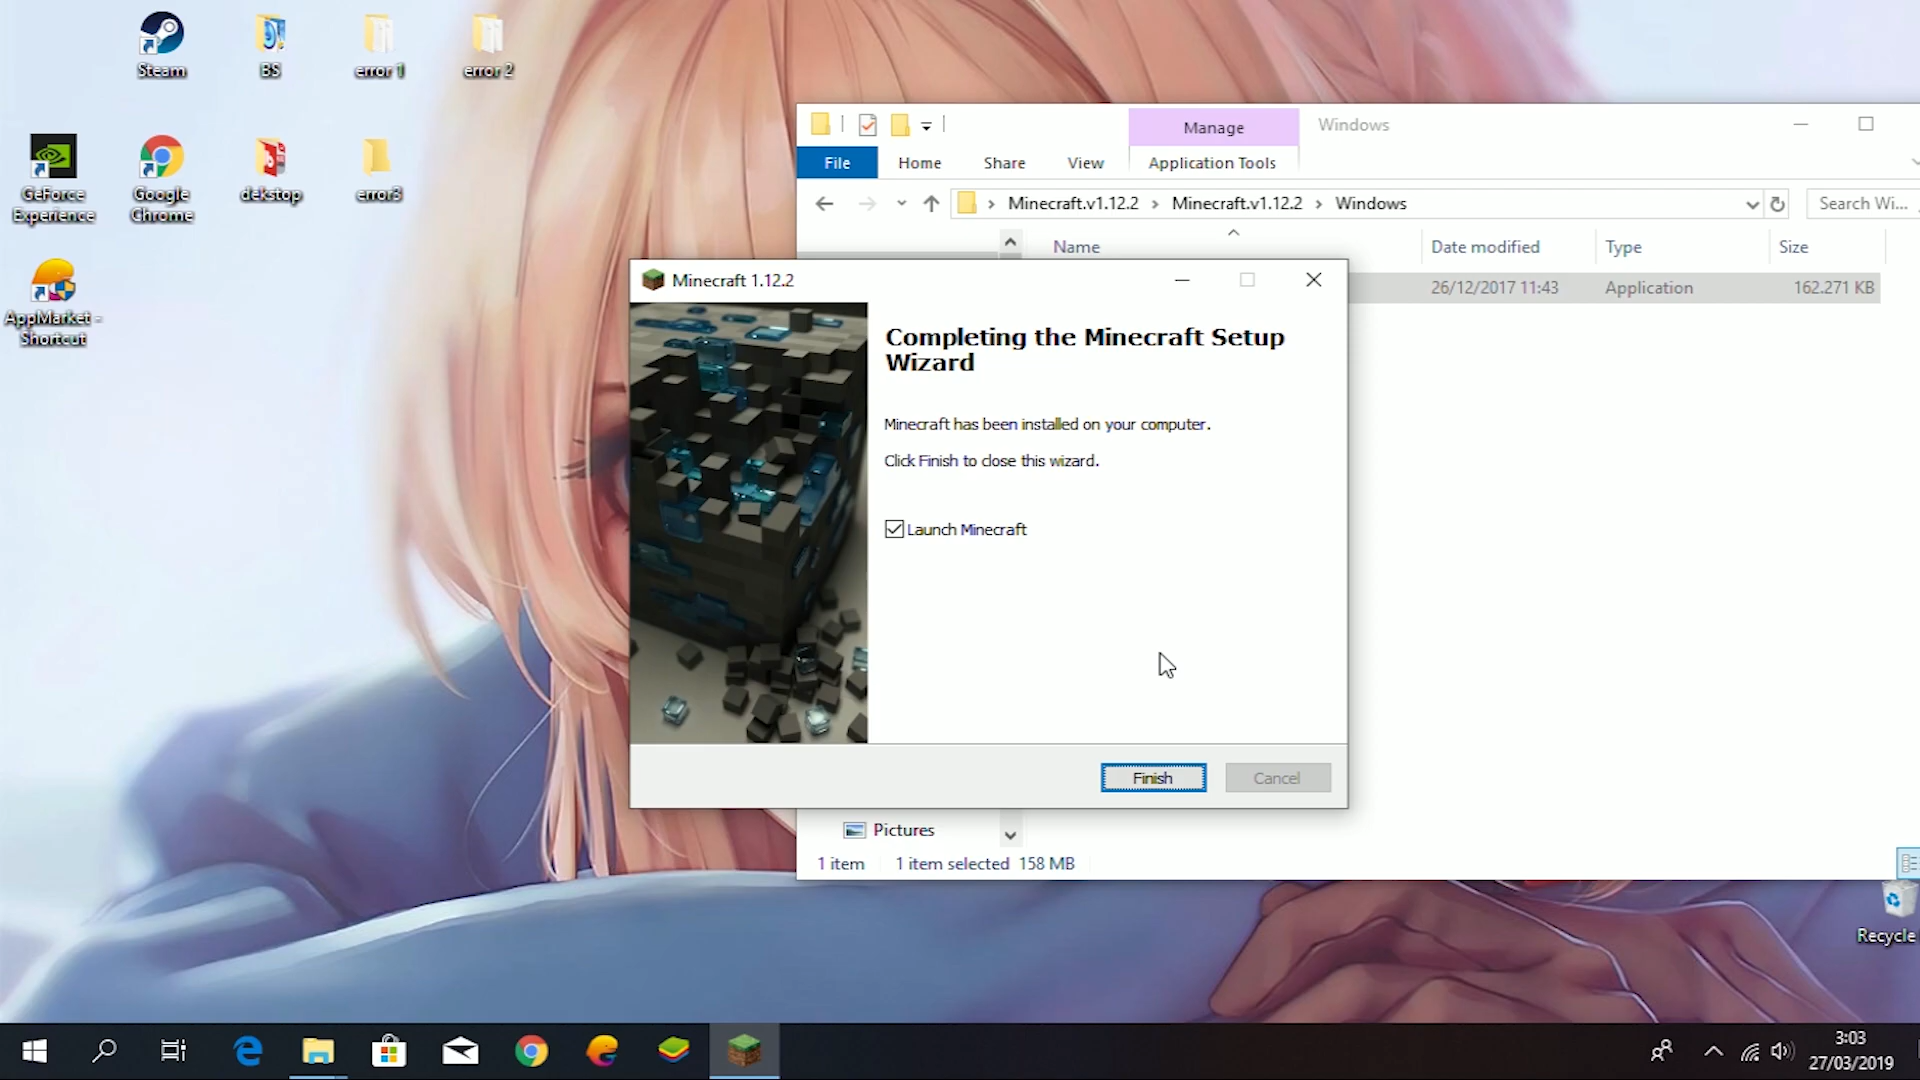 Steam
BS
error 1
error 2
GeForce
Experience
Google
Chrome
dekstop
error3
AppMarket -
Shortcut
Manage
Windows
File
Home
Share
View
Application Tools
Minecraft.v1.12.2
Minecraft.v1.12.2
Windows
Search Wi...
Name
Date modified
Type
Size
26/12/2017 11:43
Application
162.271 KB
Minecraft 1.12.2
Completing the Minecraft Setup
Wizard
Minecraft has been installed on your computer.
Click Finish to close this wizard.
Launch Minecraft
Finish
Cancel
Pictures
1 item
1 item selected
158 MB
Recycle
3:03
27/03/2019